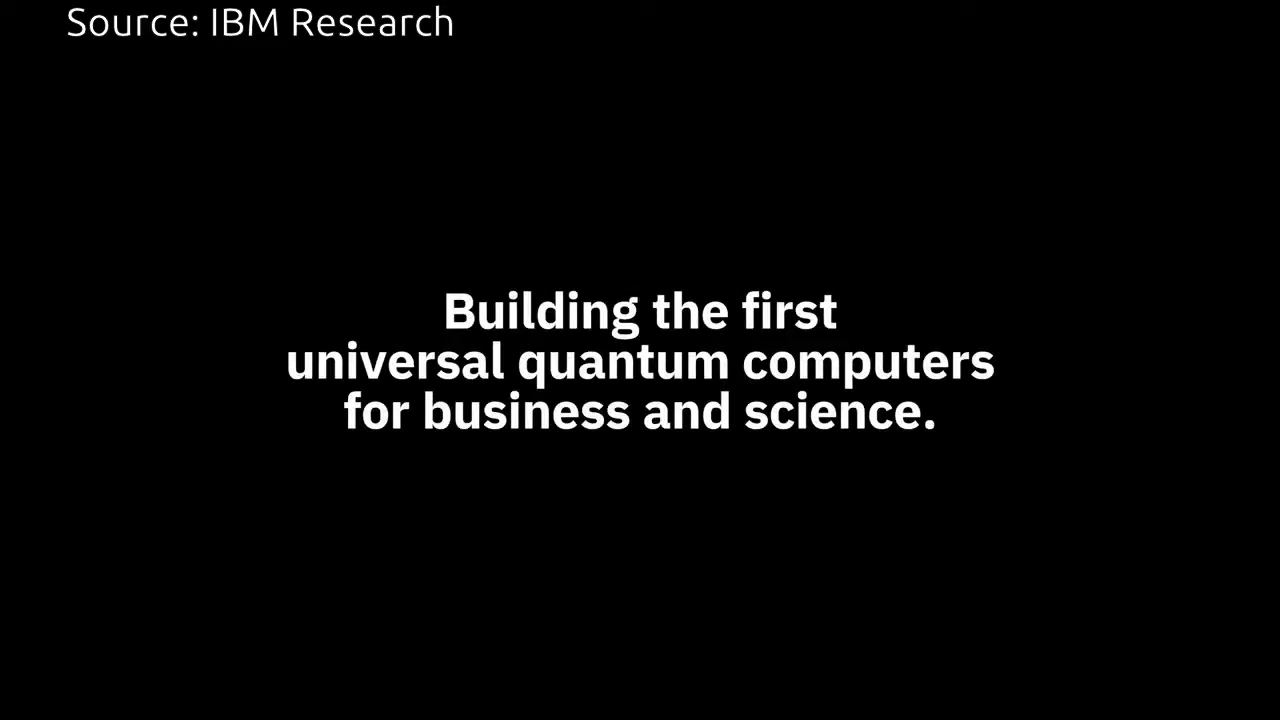 Source: IBM Research
Building the first
universal quantum computers
for business and science.